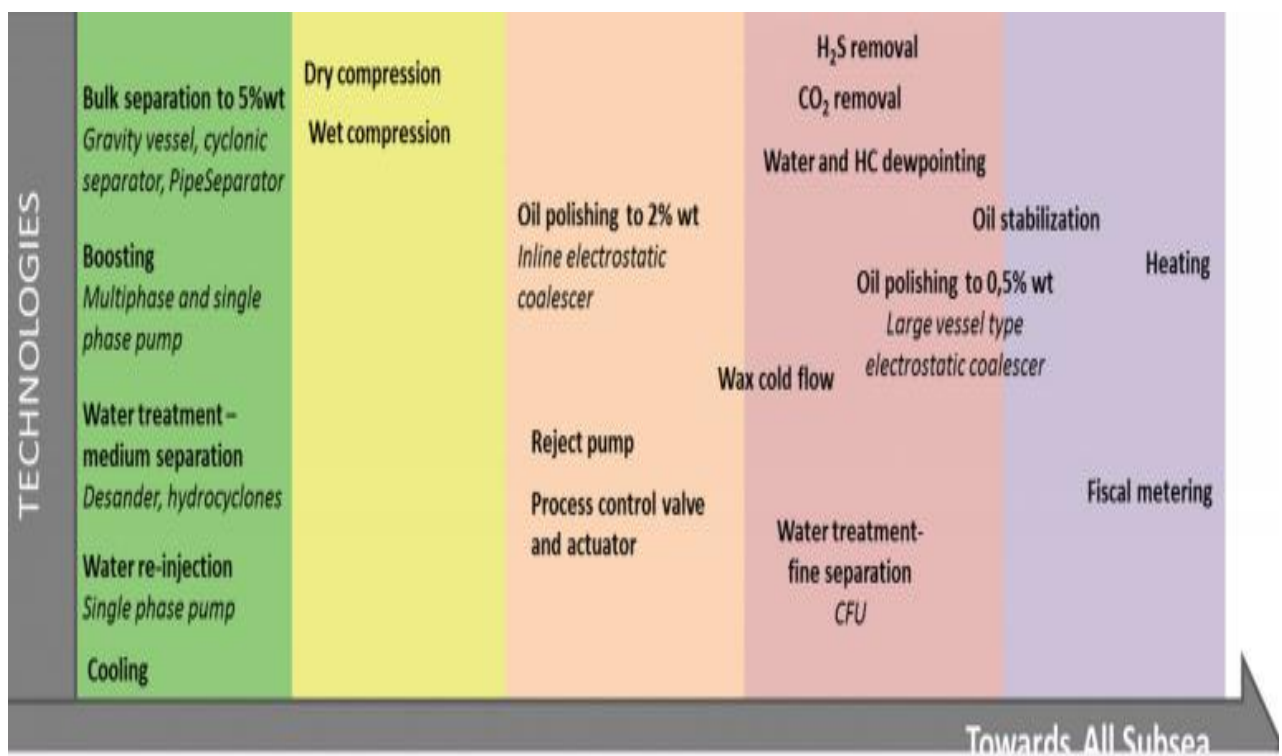 TECHNOLOGIES
Bulk separation to 5%wt
Gravity vessel, cyclonic
separator, PipeSeparator
Boosting
Multiphase and single
phase pump
Water treatment –
medium separation
Desander, hydrocyclones
Water re-injection
Single phase pump
Cooling
Dry compression
Wet compression
Oil polishing to 2% wt
Inline electrostatic
coalescer
Reject pump
Process control valve
and actuator
H₂S removal
CO₂ removal
Water and HC dewpointing
Oil stabilization
Oil polishing to 0,5% wt
Large vessel type
electrostatic coalescer
Wax cold flow
Water treatment-
fine separation
CFU
Heating
Fiscal metering
Towards All Subsea